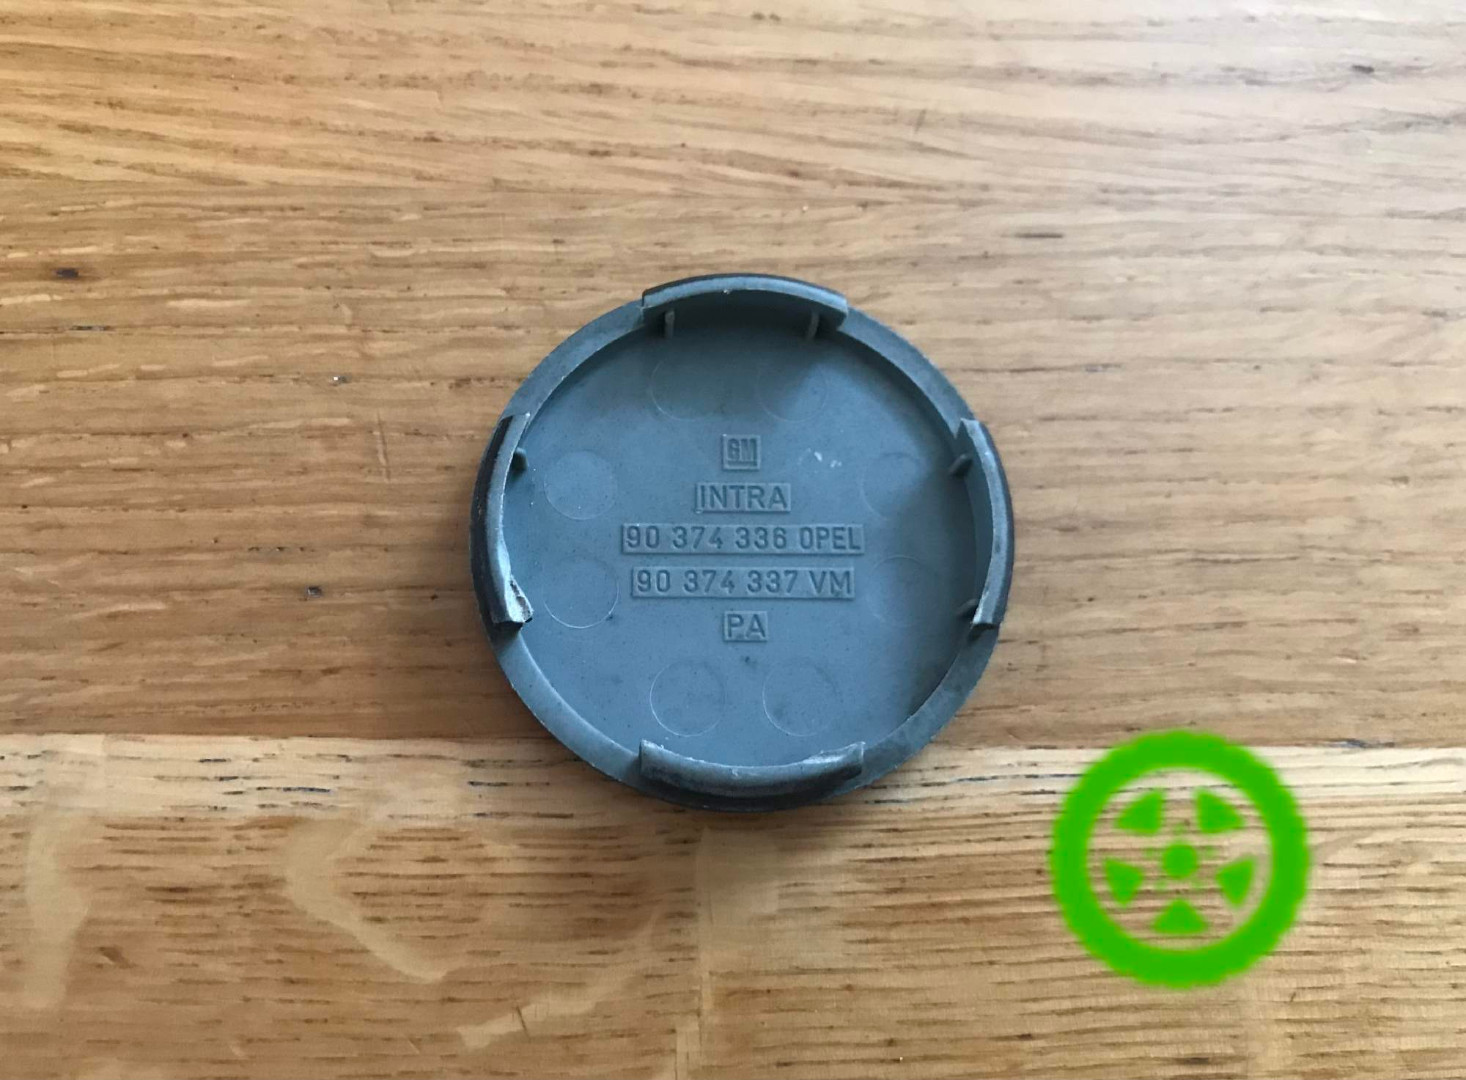 GM
INTRA
90 374 336 OPEL
90 374 337 VM
PA